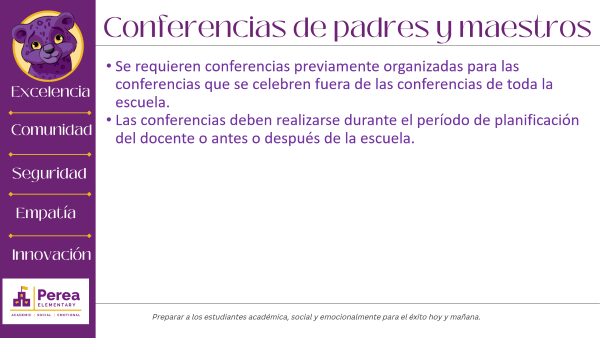 Conferencias de padres y maestros
• Se requieren conferencias previamente organizadas para las
conferencias que se celebren fuera de las conferencias de toda la
escuela.
• Las conferencias deben realizarse durante el período de planificación
del docente o antes o después de la escuela.
Excelencia
Comunidad
Seguridad
Empatía
Innovación
Perea
ELEMENTARY
ACADEMIC | SOCIAL | EMOTIONAL
Preparar a los estudiantes académica, social y emocionalmente para el éxito hoy y mañana.